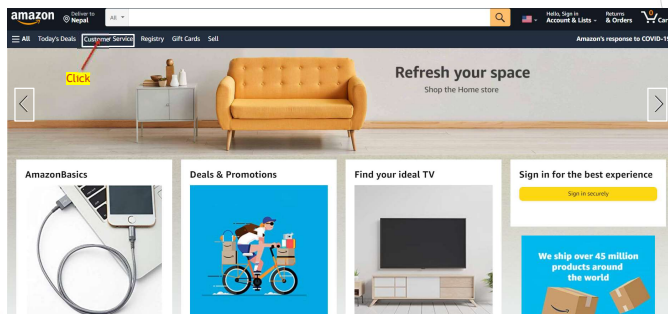 amazon
Deliver to
Nepal
All
Hello, Sign in
Account & Lists
Returns
& Orders
0
Car
All
Today's Deals
Customer Service
Registry
Gift Cards
Sell
Amazon's response to COVID-19
Click
Refresh your space
Shop the Home store
AmazonBasics
Deals & Promotions
Find your ideal TV
Sign in for the best experience
Sign in securely
We ship over 45 million
products around
the world